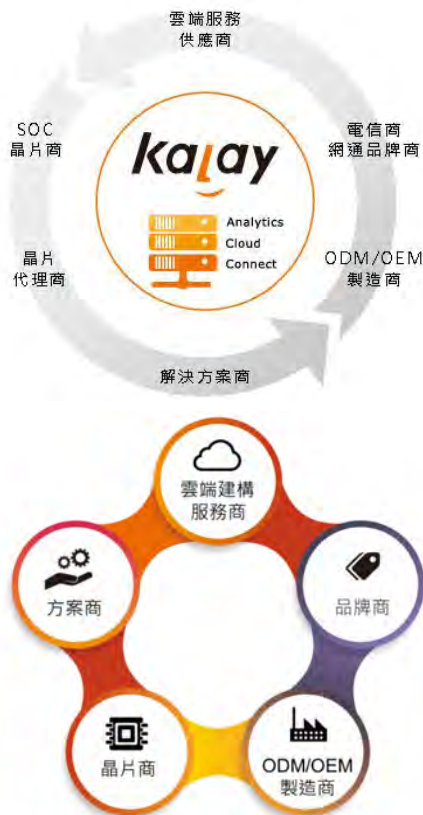 雲端服務
供應商
SOC
晶片商
電信商
網通品牌商
kalay
Analytics
Cloud
Connect
晶片
代理商
ODM/OEM
製造商
解決方案商
雲端建構
服務商
方案商
品牌商
晶片商
ODM/OEM
製造商